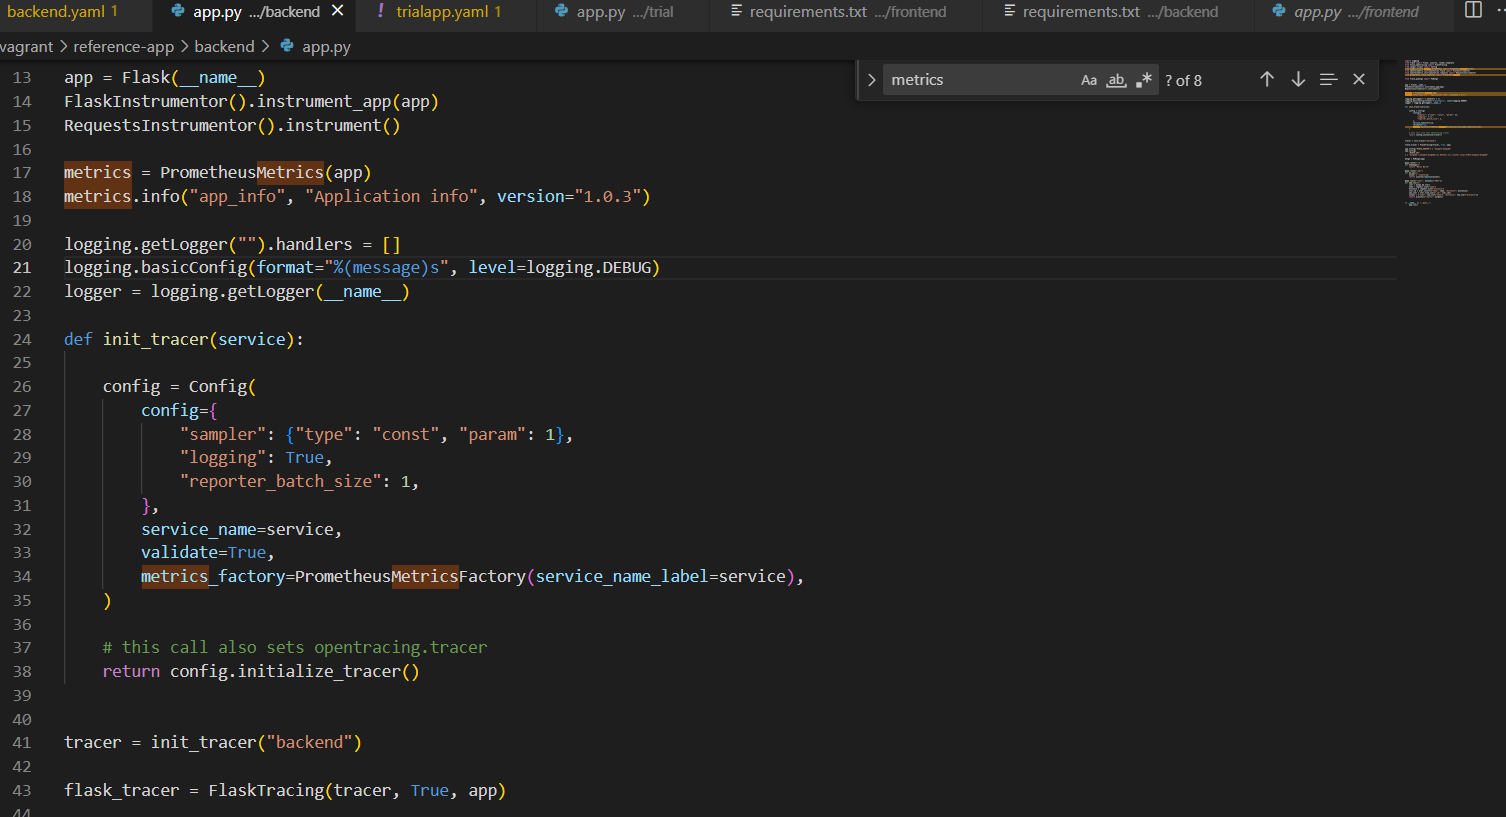 backend.yaml 1 app.py .../backend ! trialapp.yaml 1 app.py .../trial requirements.txt .../frontend requirements.txt .../backend app.py .../frontend
vagrant > reference-app > backend > app.py
metrics Aa ab .* ? of 8
13 app = Flask(__name__)
14 FlaskInstrumentor().instrument_app(app)
15 RequestsInstrumentor().instrument()
16
17 metrics = PrometheusMetrics(app)
18 metrics.info("app_info", "Application info", version="1.0.3")
19
20 logging.getLogger("").handlers = []
21 logging.basicConfig(format="%(message)s", level=logging.DEBUG)
22 logger = logging.getLogger(__name__)
23
24 def init_tracer(service):
25
26 config = Config(
27 config={
28 "sampler": {"type": "const", "param": 1},
29 "logging": True,
30 "reporter_batch_size": 1,
31 },
32 service_name=service,
33 validate=True,
34 metrics_factory=PrometheusMetricsFactory(service_name_label=service),
35 )
36
37 # this call also sets opentracing.tracer
38 return config.initialize_tracer()
39
40
41 tracer = init_tracer("backend")
42
43 flask_tracer = FlaskTracing(tracer, True, app)
44